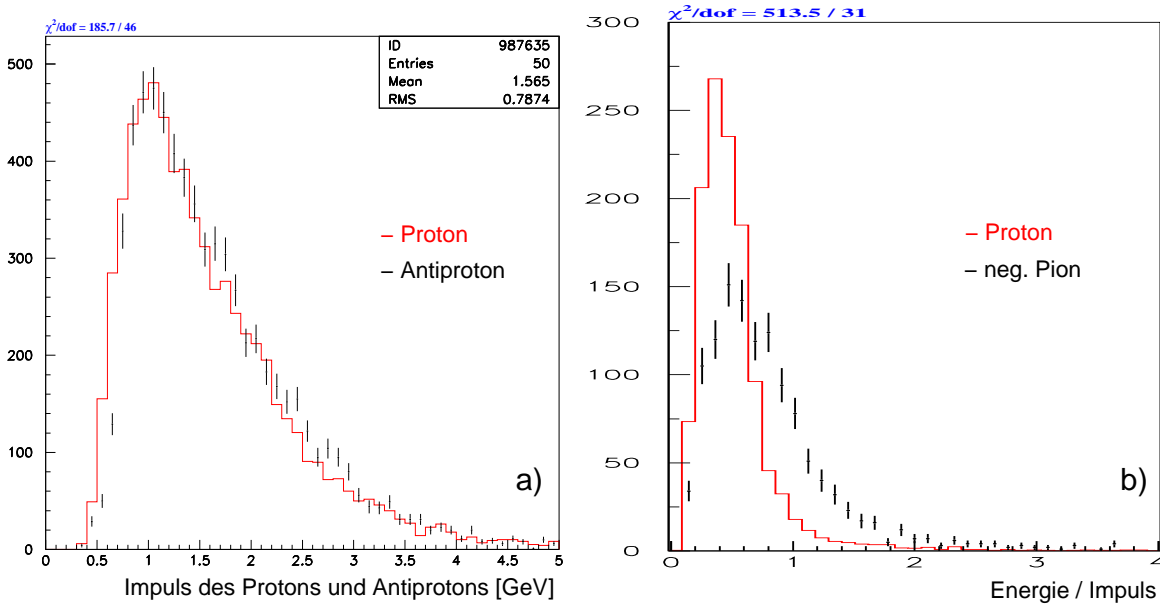 χ²/dof = 185.7 / 46
ID 987635
Entries 50
Mean 1.565
RMS 0.7874
500
400
300
200
100
0
– Proton
– Antiproton
a)
0 0.5 1 1.5 2 2.5 3 3.5 4 4.5 5
Impuls des Protons und Antiprotons [GeV]
χ²/dof = 513.5 / 31
300
250
200
150
100
50
0
– Proton
– neg. Pion
b)
0 1 2 3 4
Energie / Impuls